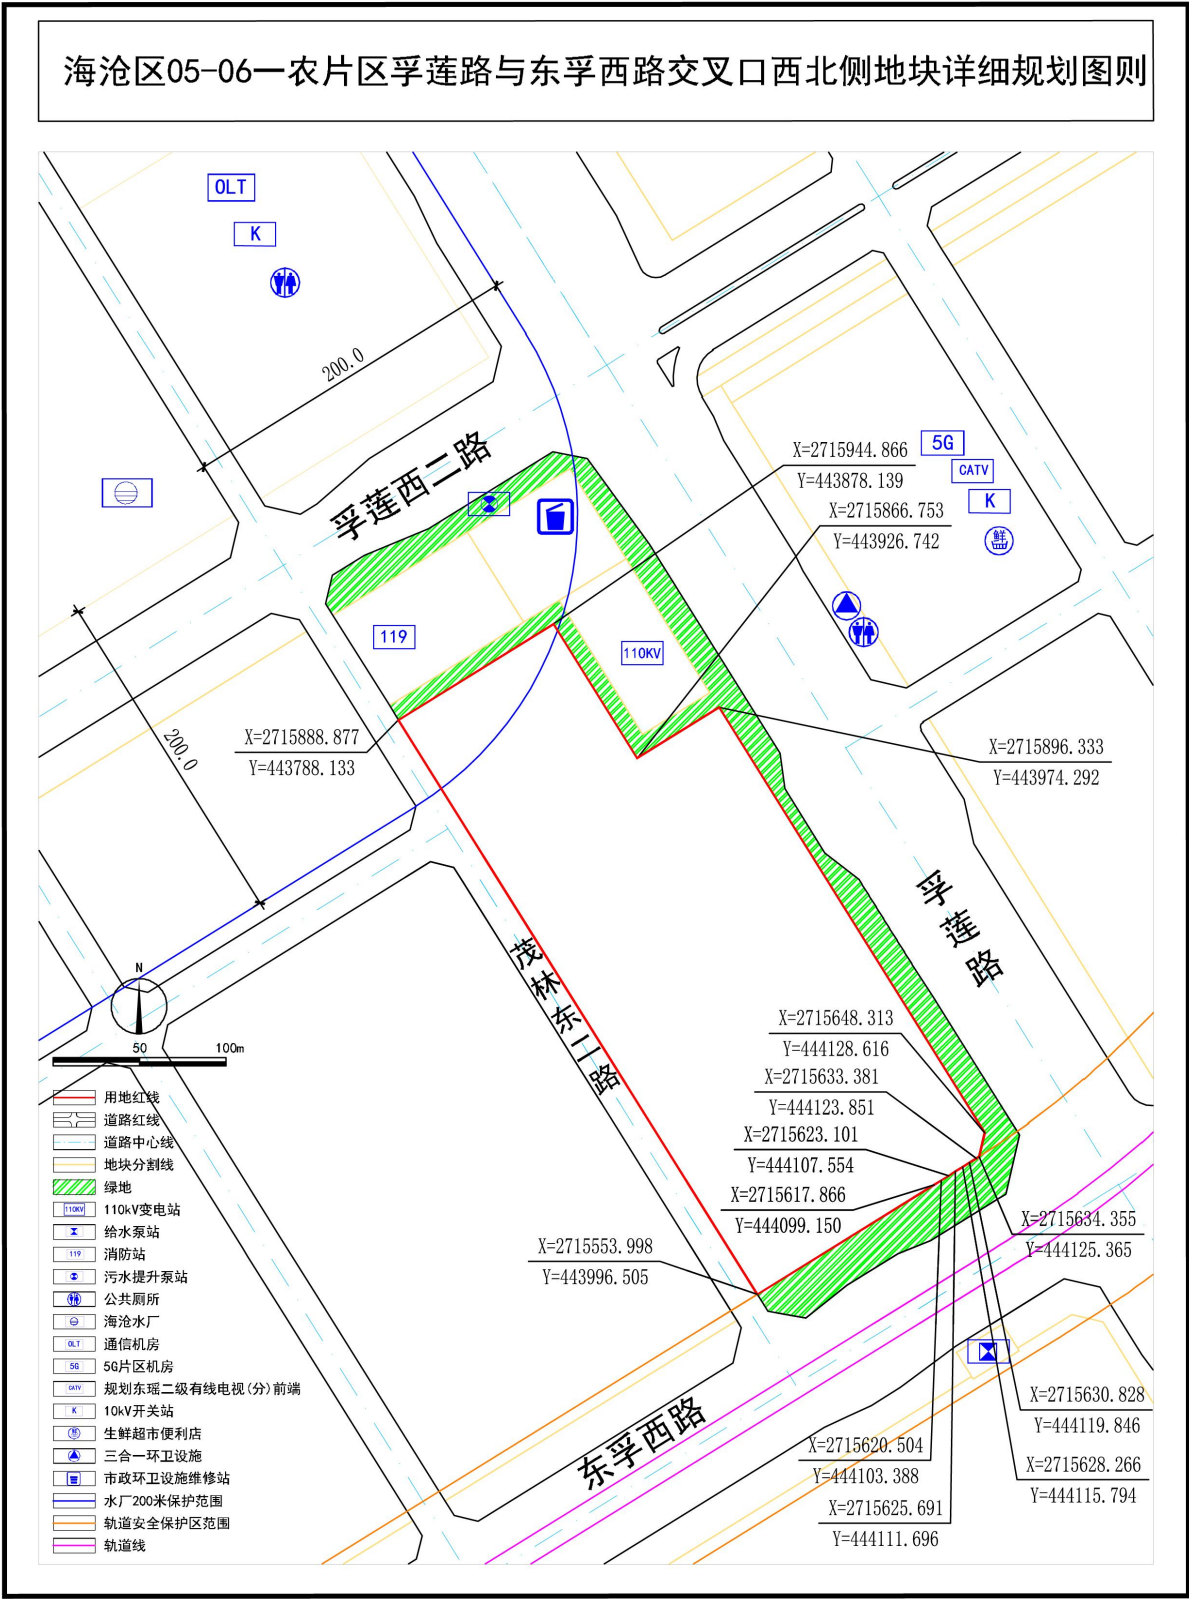 海沧区05-06一农片区孚莲路与东孚西路交叉口西北侧地块详细规划图则
OLT
K
200.0
孚莲西二路
X=2715944.866
Y=443878.139
5G
CATV
K
鲜
X=2715866.753
Y=443926.742
119
110KV
X=2715888.877
Y=443788.133
200.0
X=2715896.333
Y=443974.292
孚莲路
茂林东二路
N
50
100m
X=2715648.313
Y=444128.616
X=2715633.381
Y=444123.851
X=2715623.101
Y=444107.554
X=2715617.866
Y=444099.150
X=2715634.355
Y=444125.365
X=2715553.998
Y=443996.505
东孚西路
X=2715630.828
Y=444119.846
X=2715620.504
Y=444103.388
X=2715628.266
Y=444115.794
X=2715625.691
Y=444111.696
用地红线
道路红线
道路中心线
地块分割线
绿地
110KV 110kV变电站
给水泵站
119 消防站
污水提升泵站
公共厕所
海沧水厂
OLT 通信机房
5G 5G片区机房
CATV 规划东瑶二级有线电视(分)前端
K 10kV开关站
鲜 生鲜超市便利店
三合一环卫设施
市政环卫设施维修站
水厂200米保护范围
轨道安全保护区范围
轨道线